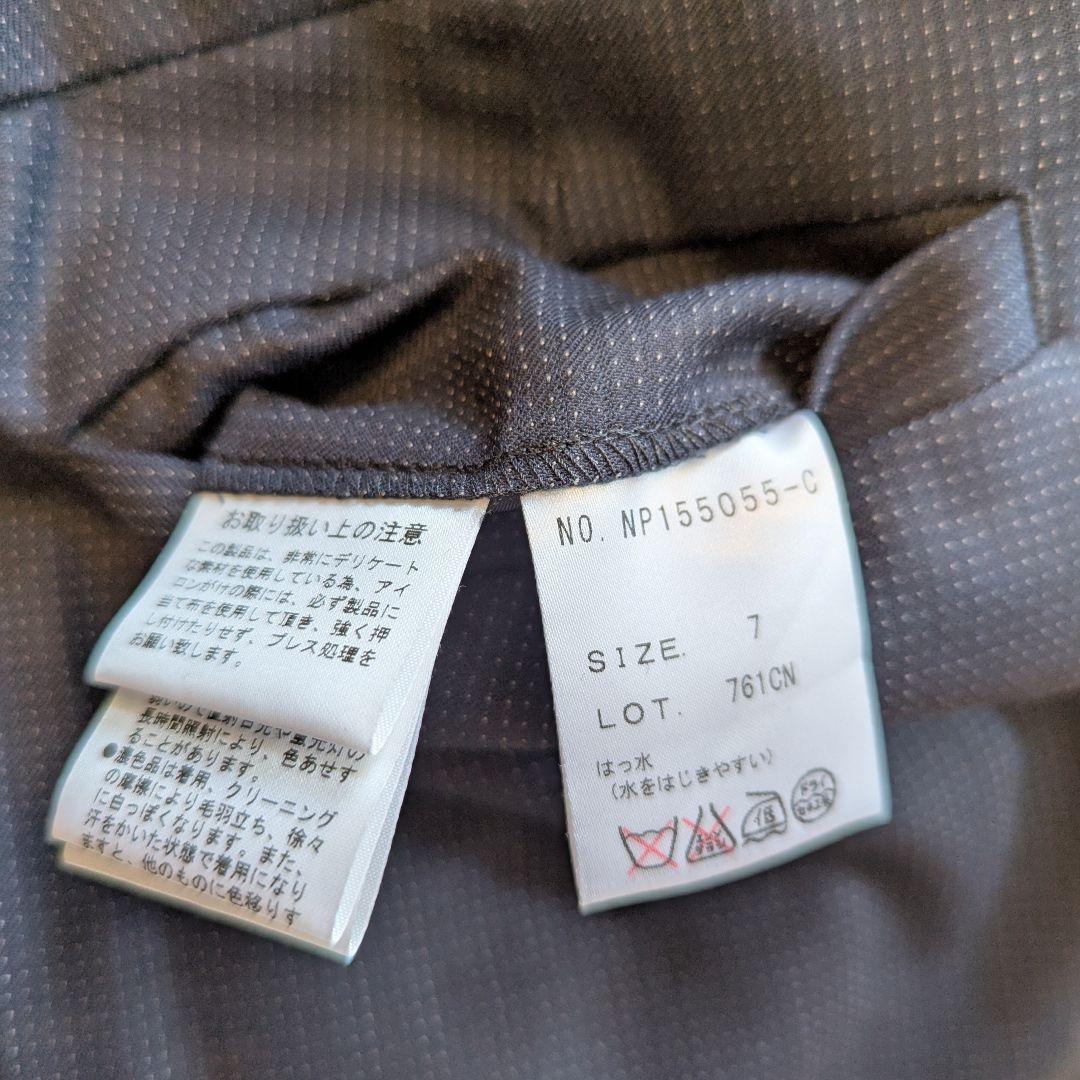 お取り扱い上の注意
この製品は、非常にデリケート
な素材を使用している為、アイ
ロンがけの際には、必ず製品に
当て布を使用して頂き、強く押
し付けたりせず、プレス処理を
お願い致します。
長時間照射により、色あせす
ることがあります。
●濃色品は着用、クリーニング
の摩擦により毛羽立ち、徐々
に白っぽくなります。また、
汗をかいた状態で着用になり
ますと、他のものに色移りす
NO. NP155055-C
SIZE. 7
LOT. 761CN
はっ水
(水をはじきやすい)
ドライ